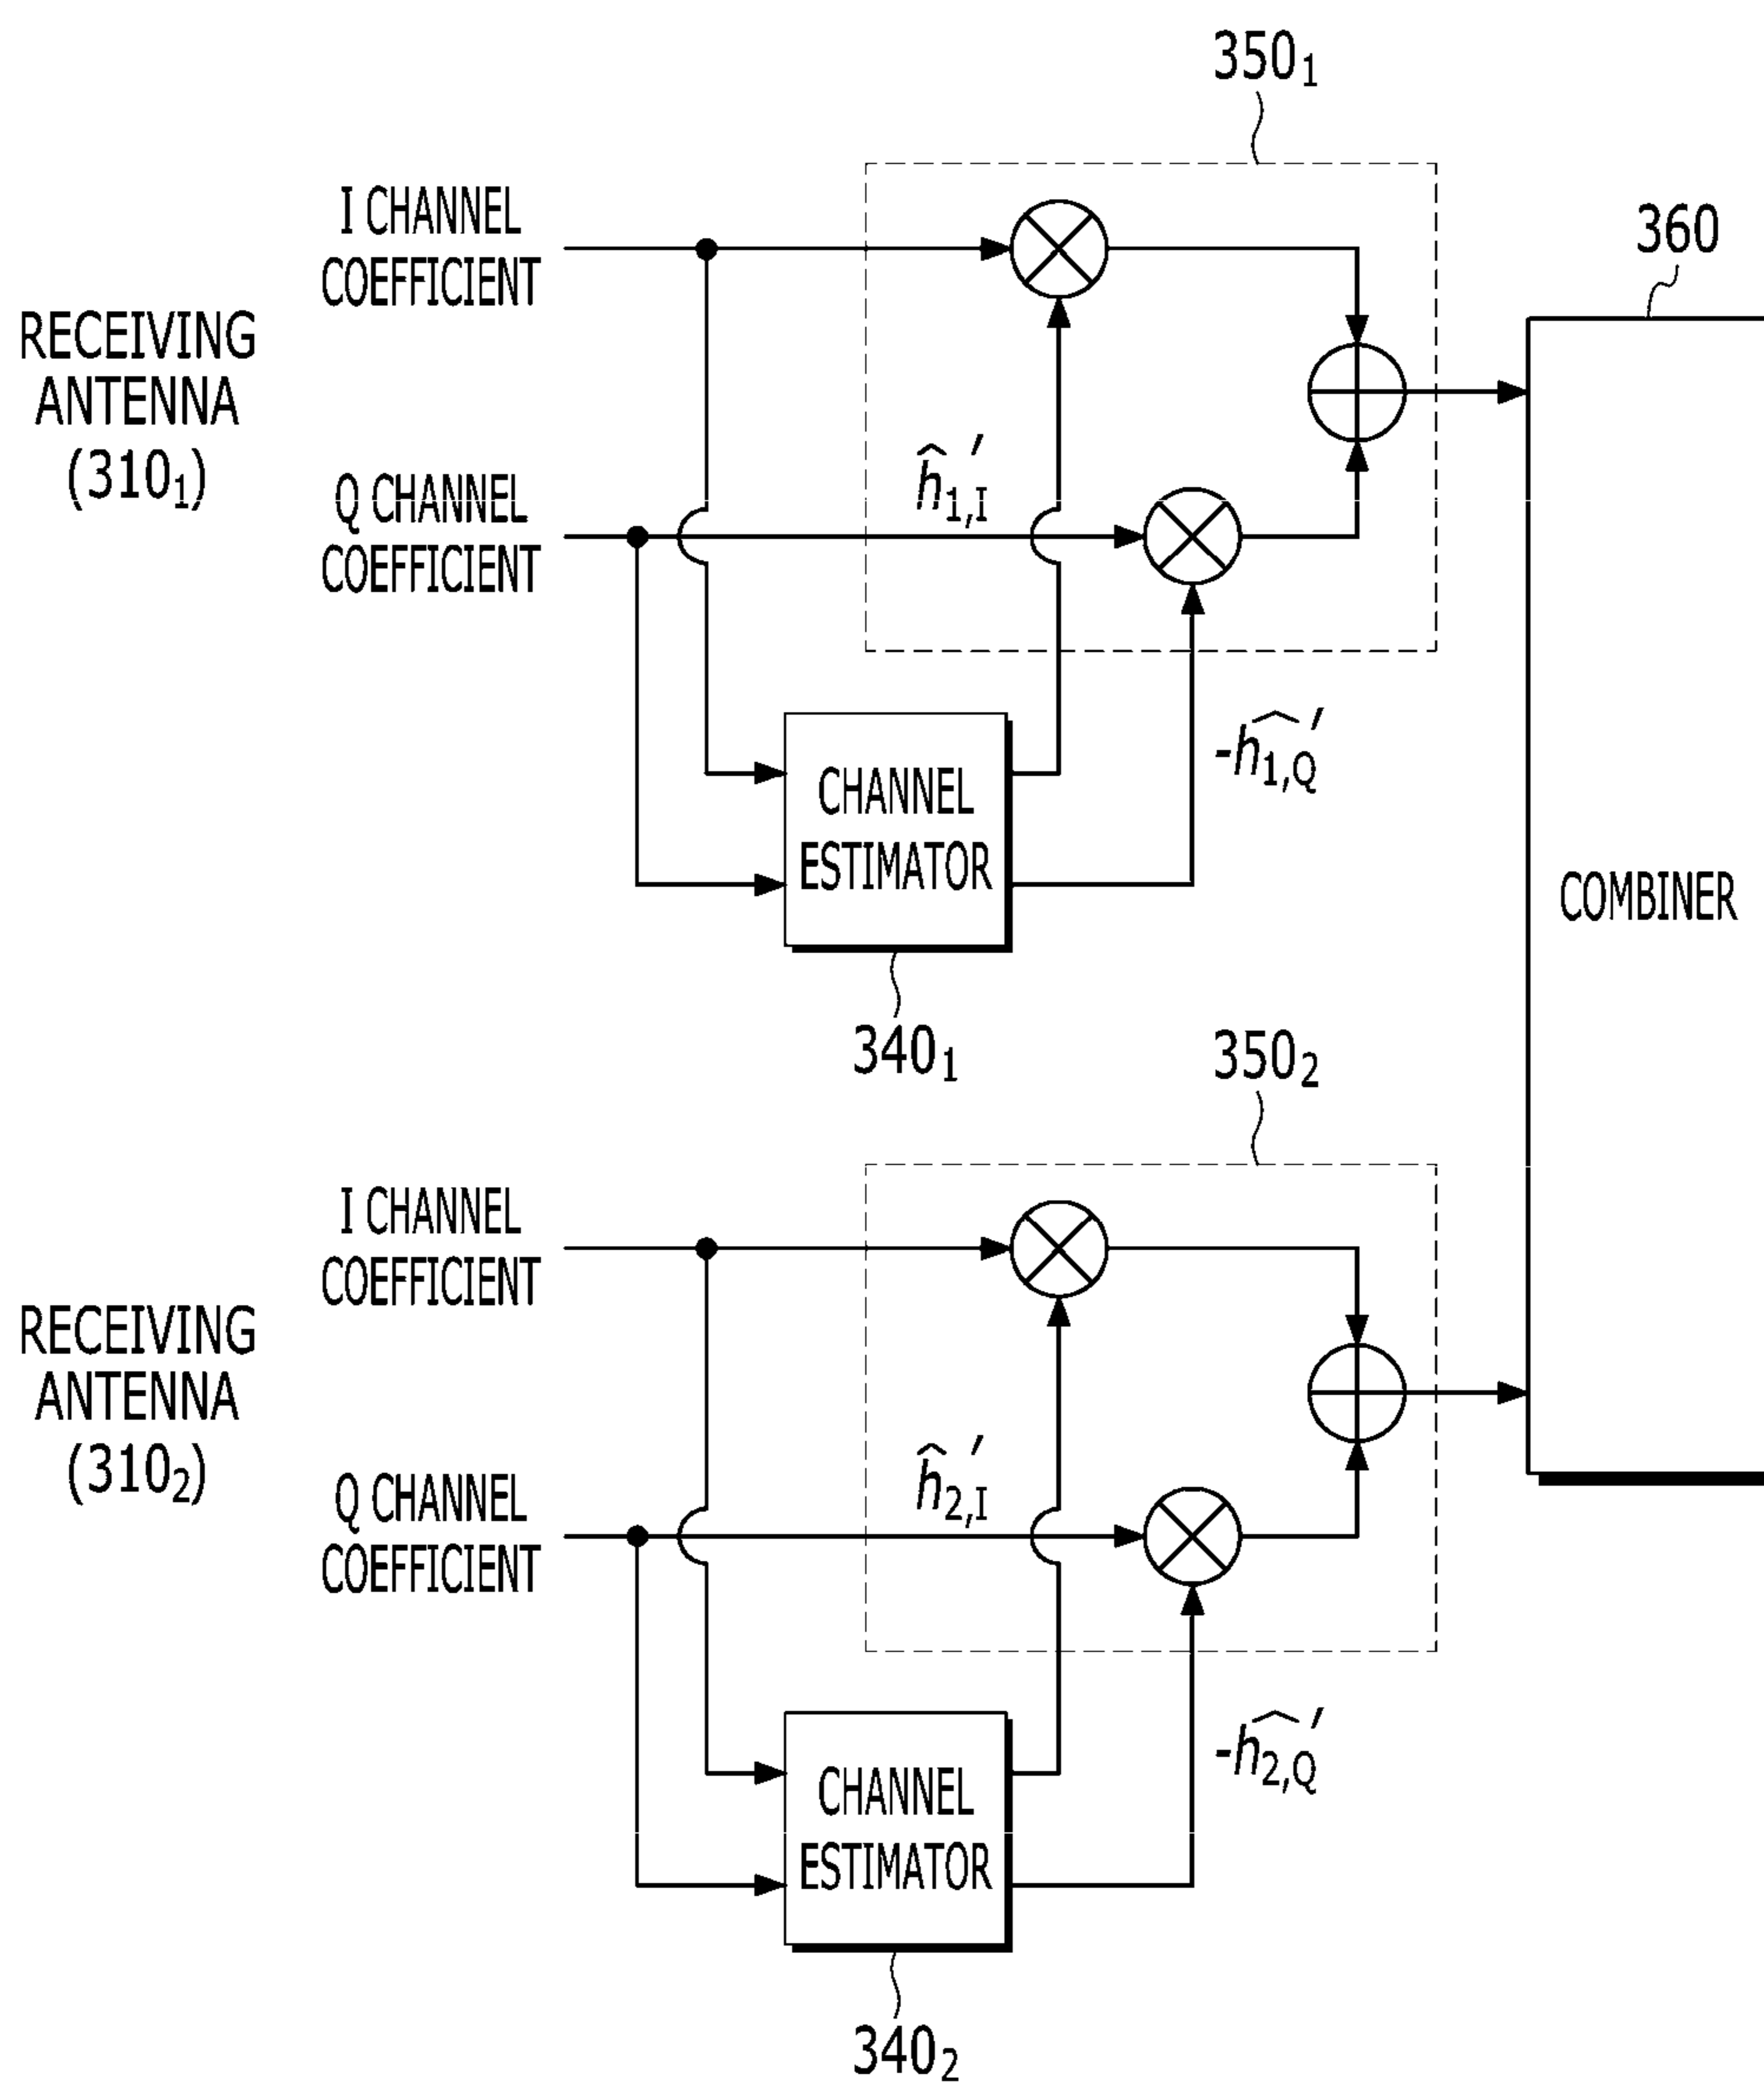 350₁
I CHANNEL
COEFFICIENT
360
RECEIVING
ANTENNA
(310₁)
ĥ₁,I′
Q CHANNEL
COEFFICIENT
-ĥ₁,Q′
CHANNEL
ESTIMATOR
COMBINER
340₁
350₂
I CHANNEL
COEFFICIENT
RECEIVING
ANTENNA
(310₂)
ĥ₂,I′
Q CHANNEL
COEFFICIENT
-ĥ₂,Q′
CHANNEL
ESTIMATOR
340₂